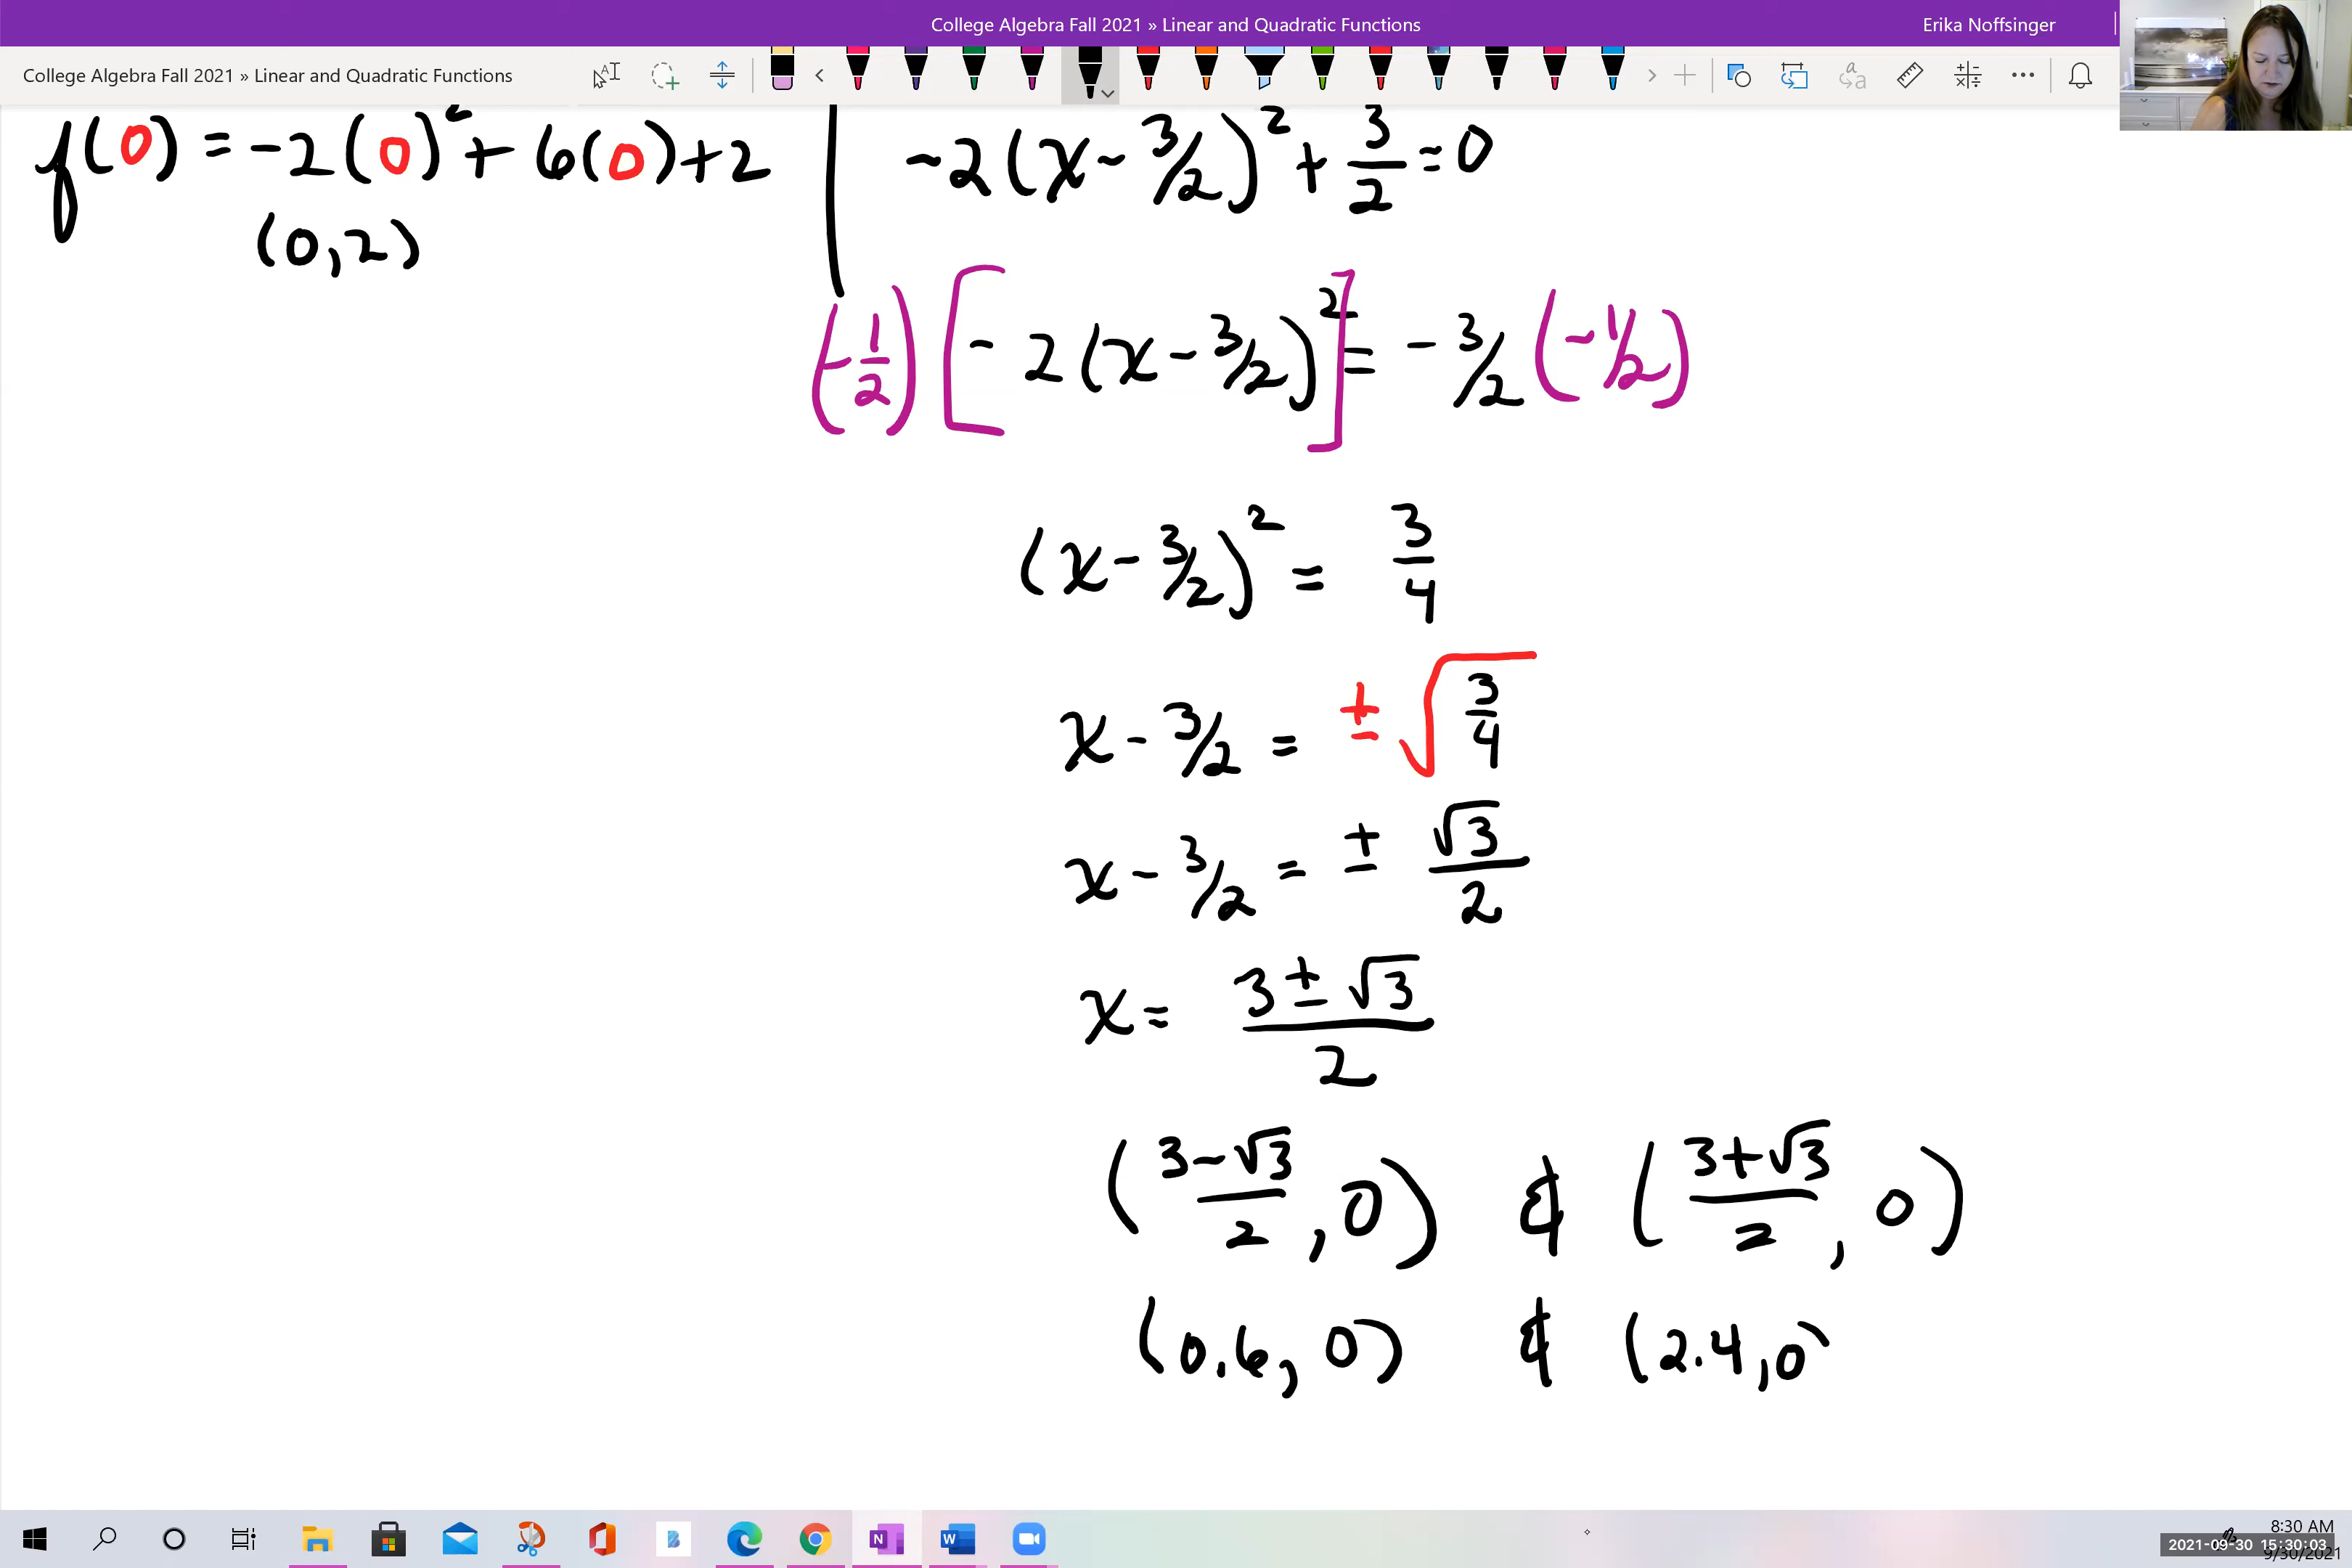 College Algebra Fall 2021 » Linear and Quadratic Functions
Erika Noffsinger
College Algebra Fall 2021 » Linear and Quadratic Functions
f(0) = -2(0)² + 6(0) + 2
(0,2)
-2(x - 3/2)² + 3/2 = 0
(-1/2)[-2(x - 3/2)²] = -3/2 (-1/2)
(x - 3/2)² = 3/4
x - 3/2 = ±√(3/4)
x - 3/2 = ± √3/2
x = (3 ± √3)/2
((3-√3)/2, 0) & ((3+√3)/2, 0)
(0.6, 0) & (2.4, 0)
8:30 AM
2021-09-30 15:30:03
9/30/2021